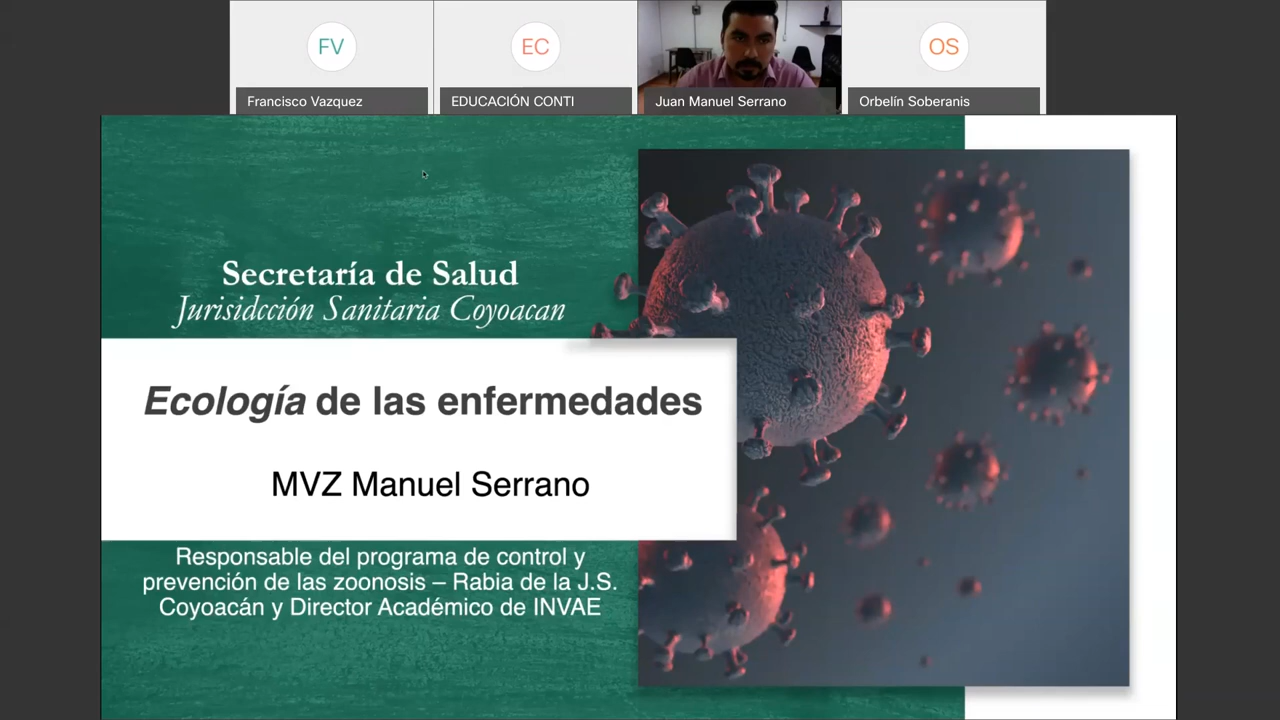 FV
EC
OS
Francisco Vazquez
EDUCACIÓN CONTI
Juan Manuel Serrano
Orbelín Soberanis
Secretaría de Salud
Jurisidcción Sanitaria Coyoacan
Ecología de las enfermedades
MVZ Manuel Serrano
Responsable del programa de control y
prevención de las zoonosis – Rabia de la J.S.
Coyoacán y Director Académico de INVAE